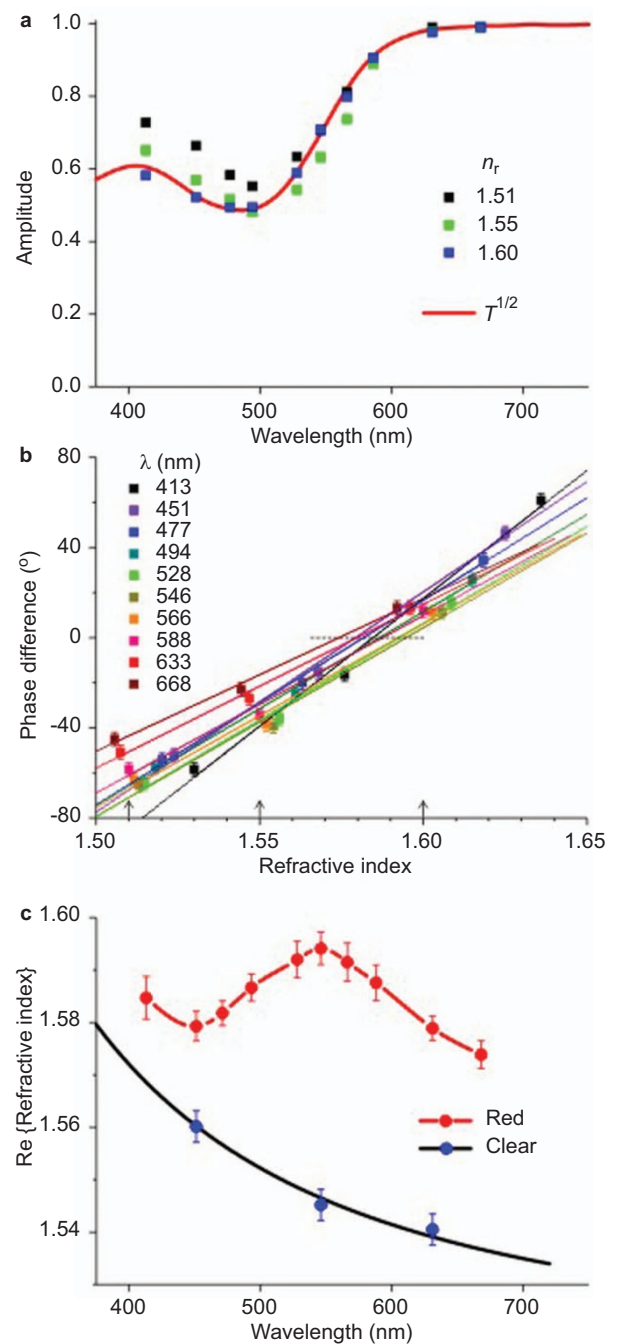 a
1.0
0.8
0.6
0.4
0.2
0.0
Amplitude
nr
1.51
1.55
1.60
T1/2
400 500 600 700
Wavelength (nm)
b
80
40
0
-40
-80
Phase difference (o)
λ (nm)
413
451
477
494
528
546
566
588
633
668
1.50 1.55 1.60 1.65
Refractive index
c
1.60
1.58
1.56
1.54
Re {Refractive index}
Red
Clear
400 500 600 700
Wavelength (nm)